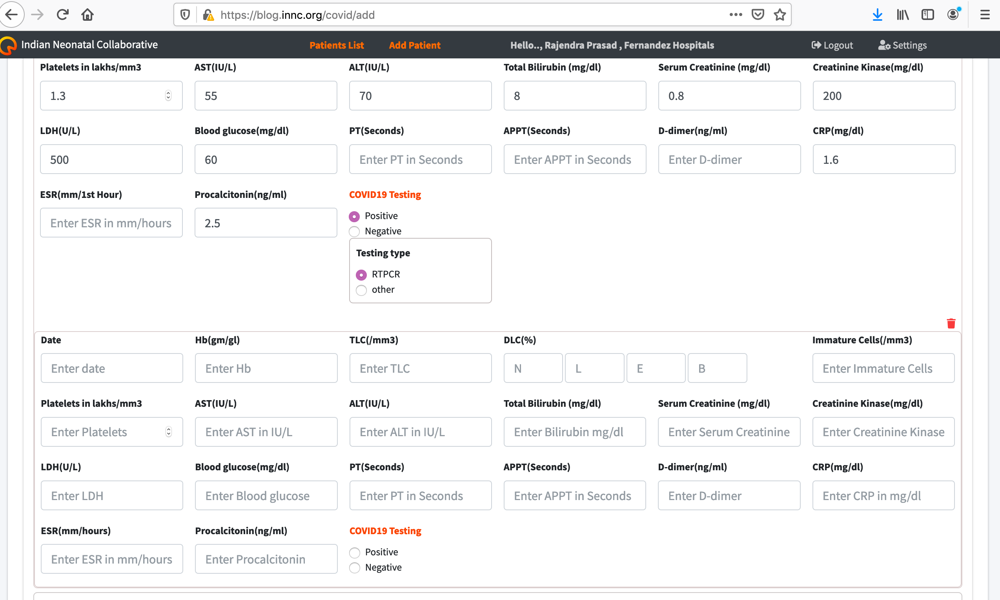 https://blog.innc.org/covid/add
Indian Neonatal Collaborative Patients List Add Patient Hello.., Rajendra Prasad , Fernandez Hospitals Logout Settings
Platelets in lakhs/mm3 AST(IU/L) ALT(IU/L) Total Bilirubin (mg/dl) Serum Creatinine (mg/dl) Creatinine Kinase(mg/dl)
1.3 55 70 8 0.8 200
LDH(U/L) Blood glucose(mg/dl) PT(Seconds) APPT(Seconds) D-dimer(ng/ml) CRP(mg/dl)
500 60 Enter PT in Seconds Enter APPT in Seconds Enter D-dimer 1.6
ESR(mm/1st Hour) Procalcitonin(ng/ml) COVID19 Testing
Enter ESR in mm/hours 2.5 Positive
Negative
Testing type
RTPCR
other
Date Hb(gm/gl) TLC(/mm3) DLC(%) Immature Cells(/mm3)
Enter date Enter Hb Enter TLC N L E B Enter Immature Cells
Platelets in lakhs/mm3 AST(IU/L) ALT(IU/L) Total Bilirubin (mg/dl) Serum Creatinine (mg/dl) Creatinine Kinase(mg/dl)
Enter Platelets Enter AST in IU/L Enter ALT in IU/L Enter Bilirubin mg/dl Enter Serum Creatinine Enter Creatinine Kinase
LDH(U/L) Blood glucose(mg/dl) PT(Seconds) APPT(Seconds) D-dimer(ng/ml) CRP(mg/dl)
Enter LDH Enter Blood glucose Enter PT in Seconds Enter APPT in Seconds Enter D-dimer Enter CRP in mg/dl
ESR(mm/hours) Procalcitonin(ng/ml) COVID19 Testing
Enter ESR in mm/hours Enter Procalcitonin Positive
Negative